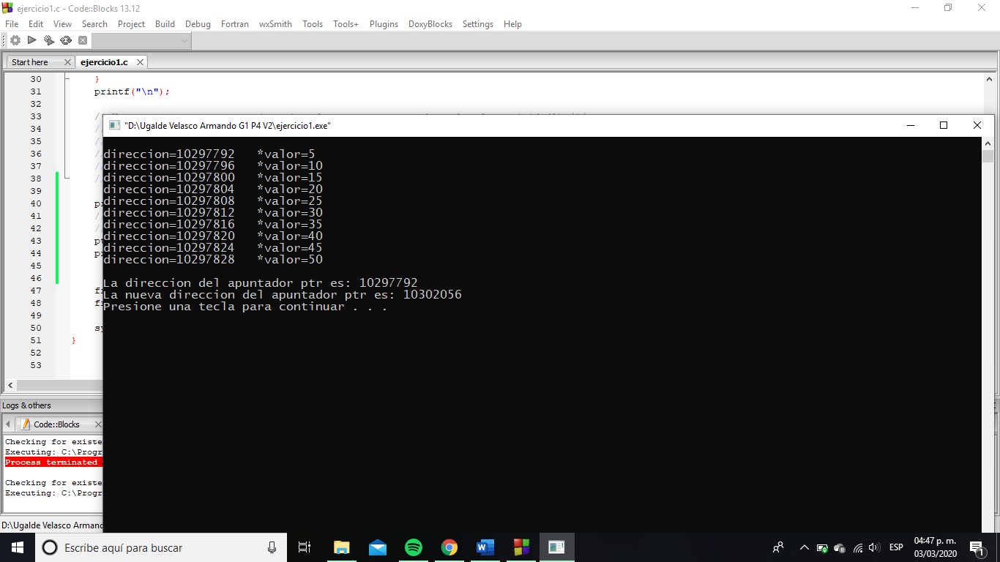 ejercicio1.c - Code::Blocks 13.12
File Edit View Search Project Build Debug Fortran wxSmith Tools Tools+ Plugins DoxyBlocks Settings Help
Start here ejercicio1.c
30 }
31 printf("\n");
32
33
34
35
36
37
38
39
40
41
42
43
44
45
46
47
48
49
50
51 }
52
53
"D:\Ugalde Velasco Armando G1 P4 V2\ejercicio1.exe"
direccion=10297792 *valor=5
direccion=10297796 *valor=10
direccion=10297800 *valor=15
direccion=10297804 *valor=20
direccion=10297808 *valor=25
direccion=10297812 *valor=30
direccion=10297816 *valor=35
direccion=10297820 *valor=40
direccion=10297824 *valor=45
direccion=10297828 *valor=50
La direccion del apuntador ptr es: 10297792
La nueva direccion del apuntador ptr es: 10302056
Presione una tecla para continuar . . .
Logs & others
Code::Blocks
Checking for existe
Executing: C:\Progr
Process terminated
Checking for existe
Executing: C:\Progr
D:\Ugalde Velasco Armand
Escribe aquí para buscar
ESP
04:47 p. m.
03/03/2020
1